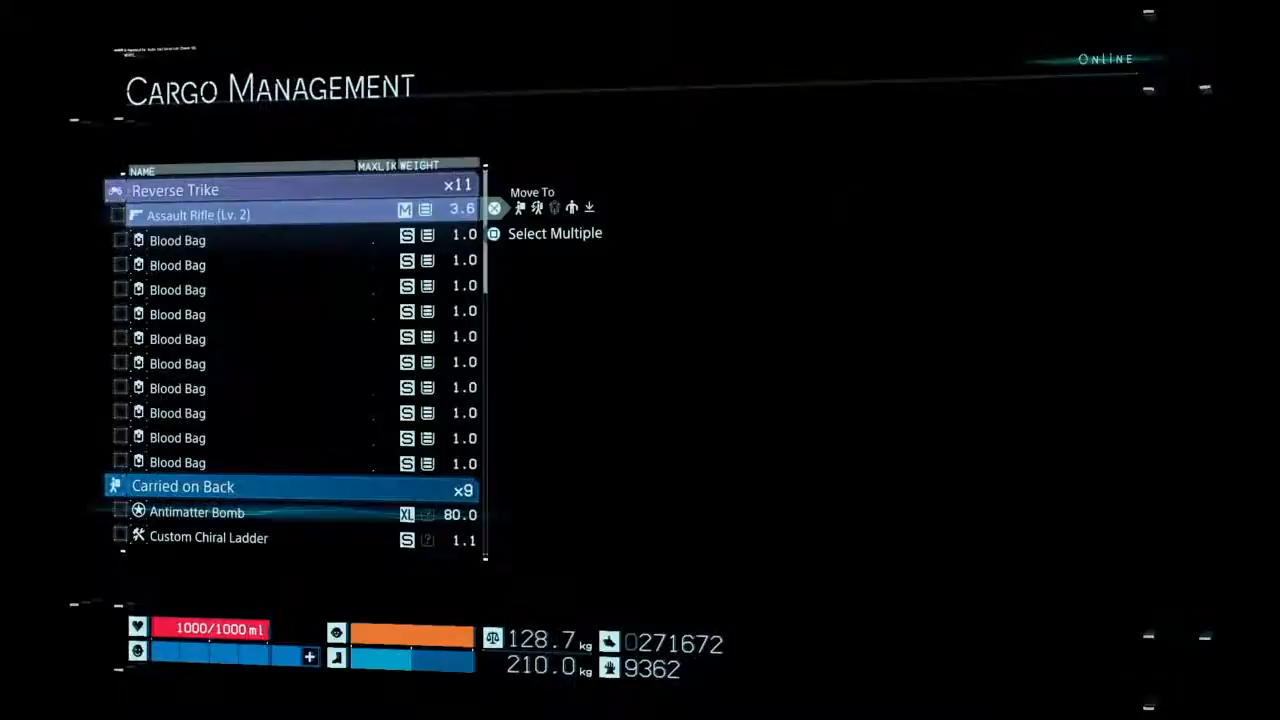 Online
Cargo Management
NAME MAXLIK WEIGHT
Reverse Trike x11
Assault Rifle (Lv. 2) M 3.6
Move To
Blood Bag S 1.0
Select Multiple
Blood Bag S 1.0
Blood Bag S 1.0
Blood Bag S 1.0
Blood Bag S 1.0
Blood Bag S 1.0
Blood Bag S 1.0
Blood Bag S 1.0
Blood Bag S 1.0
Blood Bag S 1.0
Carried on Back x9
Antimatter Bomb XL ? 80.0
Custom Chiral Ladder S ? 1.1
1000/1000 ml
128.7 kg 0271672
210.0 kg 9362